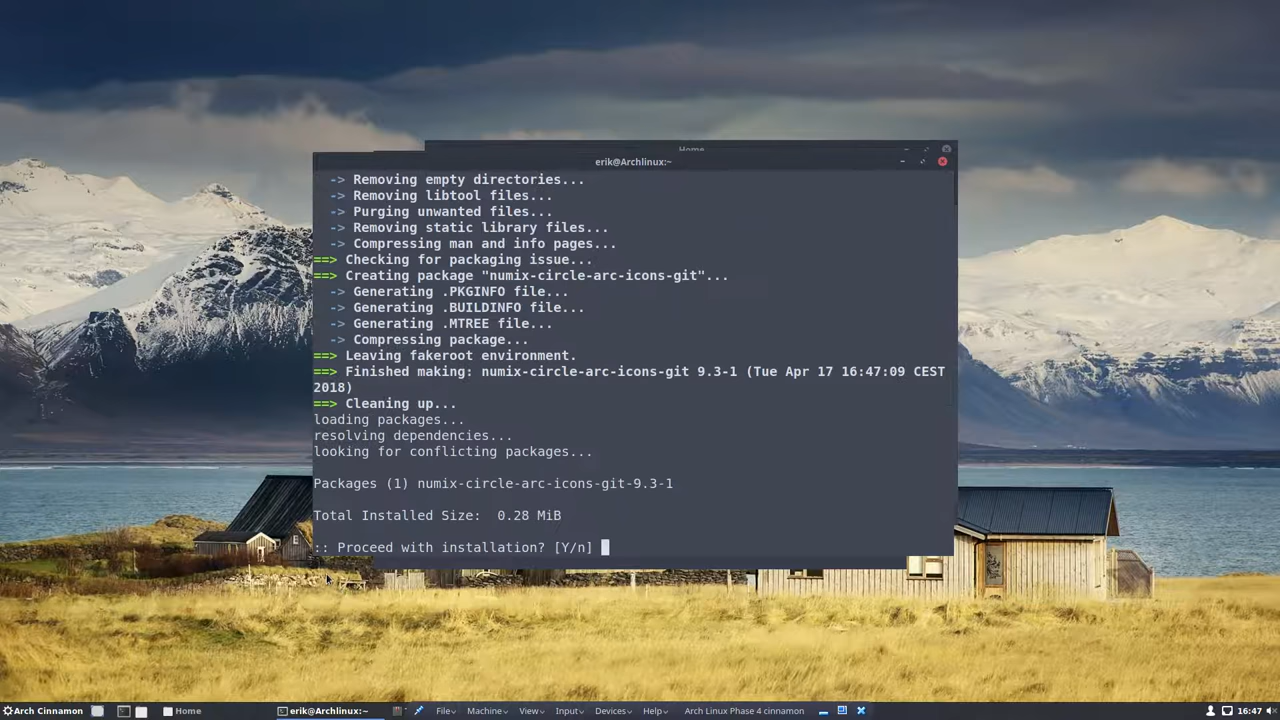 Home
erik@Archlinux:~
-> Removing empty directories...
-> Removing libtool files...
-> Purging unwanted files...
-> Removing static library files...
-> Compressing man and info pages...
==> Checking for packaging issue...
==> Creating package "numix-circle-arc-icons-git"...
-> Generating .PKGINFO file...
-> Generating .BUILDINFO file...
-> Generating .MTREE file...
-> Compressing package...
==> Leaving fakeroot environment.
==> Finished making: numix-circle-arc-icons-git 9.3-1 (Tue Apr 17 16:47:09 CEST
2018)
==> Cleaning up...
loading packages...
resolving dependencies...
looking for conflicting packages...
Packages (1) numix-circle-arc-icons-git-9.3-1
Total Installed Size:  0.28 MiB
:: Proceed with installation? [Y/n]
Arch Cinnamon Home erik@Archlinux:~ File Machine View Input Devices Help Arch Linux Phase 4 cinnamon 16:47